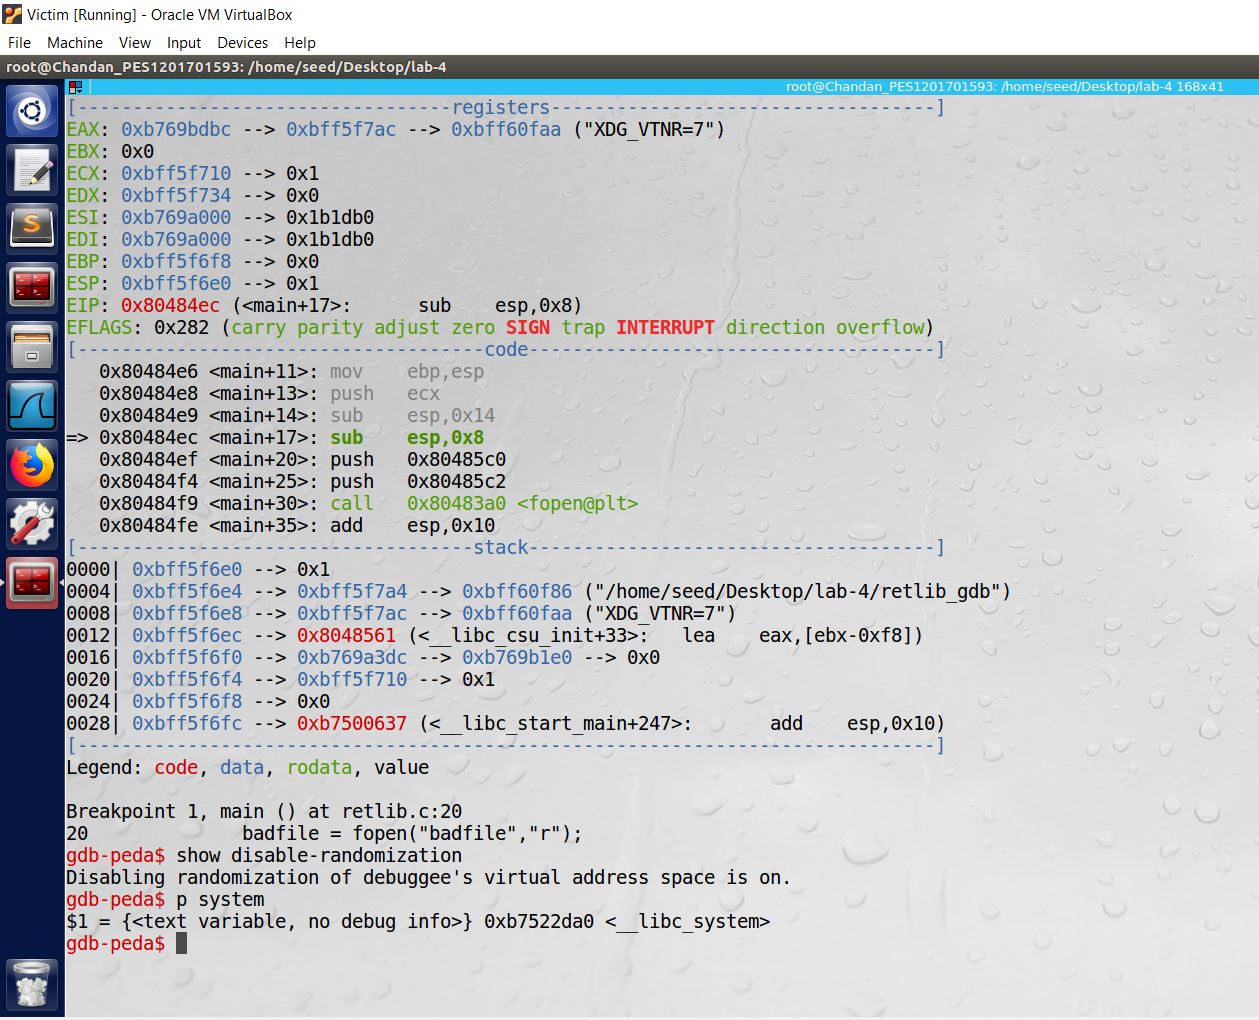 Victim [Running] - Oracle VM VirtualBox
File Machine View Input Devices Help
root@Chandan_PES1201701593: /home/seed/Desktop/lab-4
root@Chandan_PES1201701593: /home/seed/Desktop/lab-4 168x41
[----------------------------------registers-----------------------------------]
EAX: 0xb769bdbc --> 0xbff5f7ac --> 0xbff60faa ("XDG_VTNR=7")
EBX: 0x0
ECX: 0xbff5f710 --> 0x1
EDX: 0xbff5f734 --> 0x0
ESI: 0xb769a000 --> 0x1b1db0
EDI: 0xb769a000 --> 0x1b1db0
EBP: 0xbff5f6f8 --> 0x0
ESP: 0xbff5f6e0 --> 0x1
EIP: 0x80484ec (<main+17>:      sub    esp,0x8)
EFLAGS: 0x282 (carry parity adjust zero SIGN trap INTERRUPT direction overflow)
[-------------------------------------code-------------------------------------]
   0x80484e6 <main+11>: mov    ebp,esp
   0x80484e8 <main+13>: push   ecx
   0x80484e9 <main+14>: sub    esp,0x14
=> 0x80484ec <main+17>: sub    esp,0x8
   0x80484ef <main+20>: push   0x80485c0
   0x80484f4 <main+25>: push   0x80485c2
   0x80484f9 <main+30>: call   0x80483a0 <fopen@plt>
   0x80484fe <main+35>: add    esp,0x10
[------------------------------------stack-------------------------------------]
0000| 0xbff5f6e0 --> 0x1
0004| 0xbff5f6e4 --> 0xbff5f7a4 --> 0xbff60f86 ("/home/seed/Desktop/lab-4/retlib_gdb")
0008| 0xbff5f6e8 --> 0xbff5f7ac --> 0xbff60faa ("XDG_VTNR=7")
0012| 0xbff5f6ec --> 0x8048561 (<__libc_csu_init+33>:   lea    eax,[ebx-0xf8])
0016| 0xbff5f6f0 --> 0xb769a3dc --> 0xb769b1e0 --> 0x0
0020| 0xbff5f6f4 --> 0xbff5f710 --> 0x1
0024| 0xbff5f6f8 --> 0x0
0028| 0xbff5f6fc --> 0xb7500637 (<__libc_start_main+247>:       add    esp,0x10)
[------------------------------------------------------------------------------]
Legend: code, data, rodata, value
Breakpoint 1, main () at retlib.c:20
20              badfile = fopen("badfile","r");
gdb-peda$ show disable-randomization
Disabling randomization of debuggee's virtual address space is on.
gdb-peda$ p system
$1 = {<text variable, no debug info>} 0xb7522da0 <__libc_system>
gdb-peda$